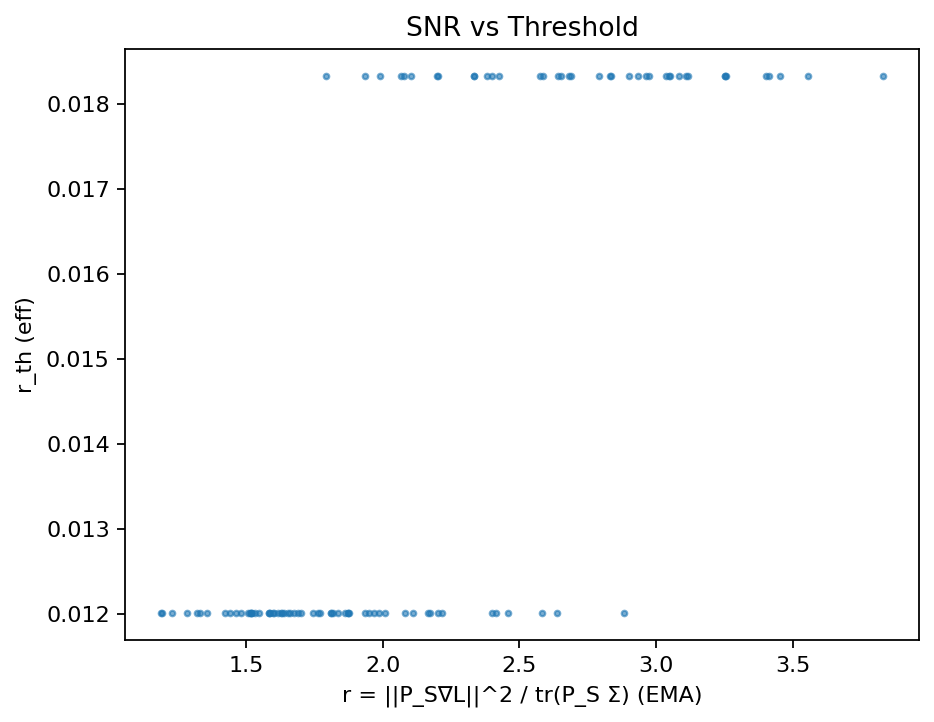 SNR vs Threshold
r_th (eff)
0.018
0.017
0.016
0.015
0.014
0.013
0.012
1.5 2.0 2.5 3.0 3.5
r = ||P_S∇L||^2 / tr(P_S Σ) (EMA)